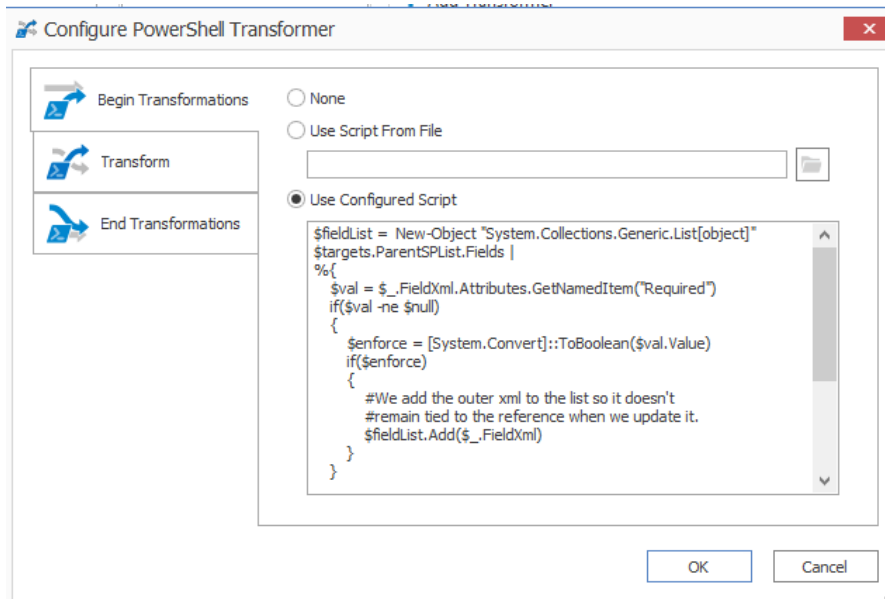 Configure PowerShell Transformer
Begin Transformations
Transform
End Transformations
None
Use Script From File
Use Configured Script
$fieldList = New-Object "System.Collections.Generic.List[object]"
$targets.ParentSPList.Fields |
%{
$val = $_.FieldXml.Attributes.GetNamedItem("Required")
if($val -ne $null)
{
$enforce = [System.Convert]::ToBoolean($val.Value)
if($enforce)
{
#We add the outer xml to the list so it doesn't
#remain tied to the reference when we update it.
$fieldList.Add($_.FieldXml)
}
}
OK
Cancel